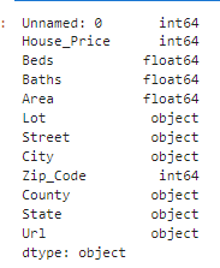 : Unnamed: 0 int64
House_Price int64
Beds float64
Baths float64
Area float64
Lot object
Street object
City object
Zip_Code int64
County object
State object
Url object
dtype: object